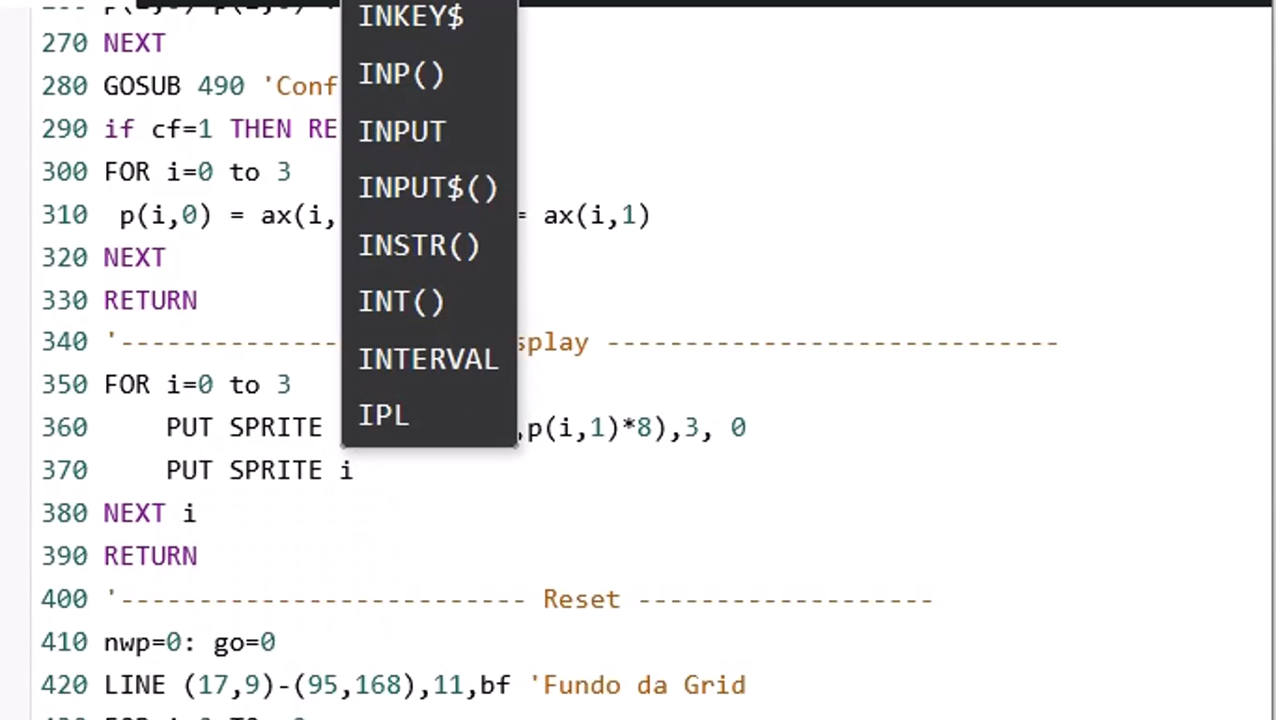 INKEY$
270 NEXT
INP()
280 GOSUB 490 'Conf
INPUT
290 if cf=1 THEN RE
300 FOR i=0 to 3
INPUT$()
310 p(i,0) = ax(i, = ax(i,1)
INSTR()
320 NEXT
INT()
330 RETURN
340 '-------------- splay -----------------------------
INTERVAL
350 FOR i=0 to 3
IPL
360 PUT SPRITE ,p(i,1)*8),3, 0
370 PUT SPRITE i
380 NEXT i
390 RETURN
400 '-------------------------- Reset -------------------
410 nwp=0: go=0
420 LINE (17,9)-(95,168),11,bf 'Fundo da Grid